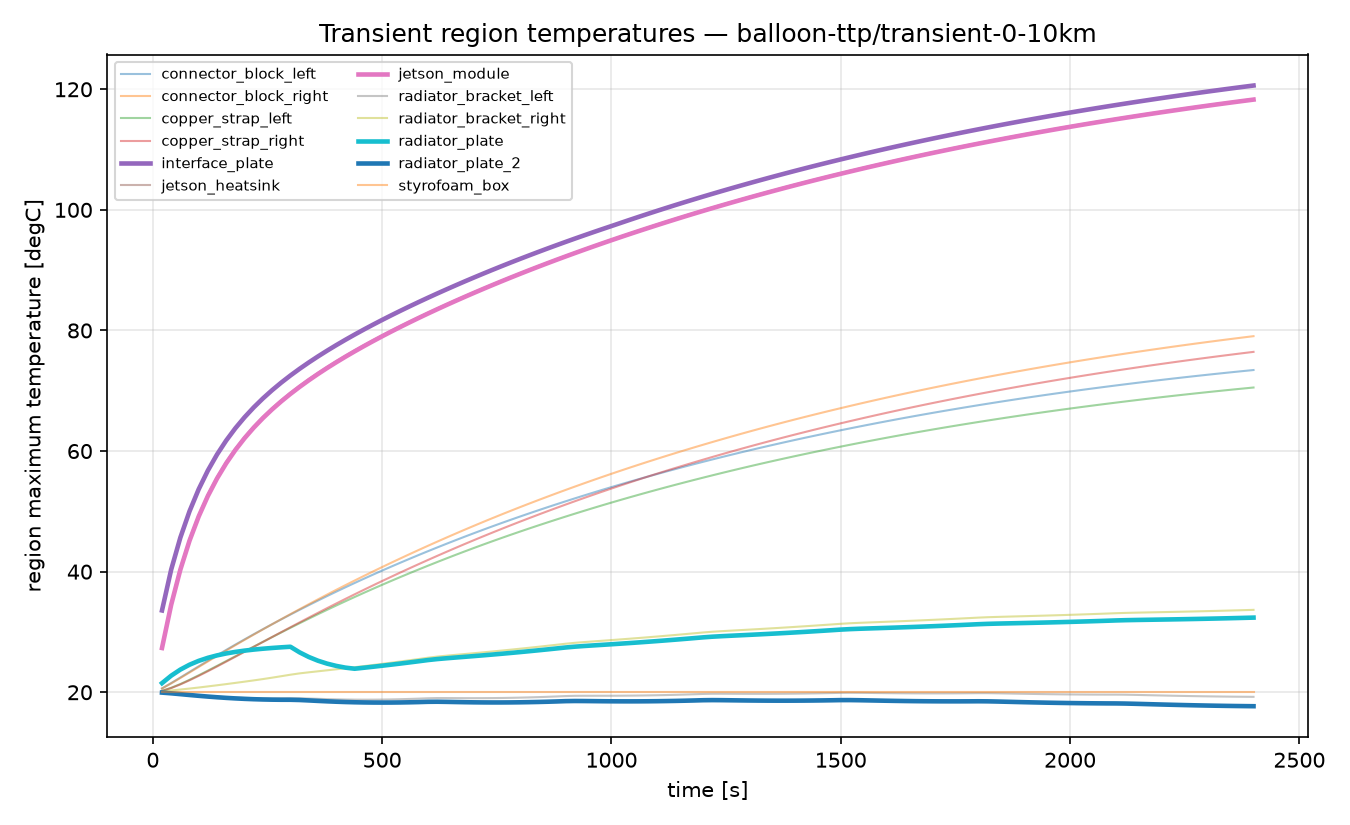 Transient region temperatures — balloon-ttp/transient-0-10km
region maximum temperature [degC]
120
100
80
60
40
20
connector_block_left
connector_block_right
copper_strap_left
copper_strap_right
interface_plate
jetson_heatsink
jetson_module
radiator_bracket_left
radiator_bracket_right
radiator_plate
radiator_plate_2
styrofoam_box
0 500 1000 1500 2000 2500
time [s]